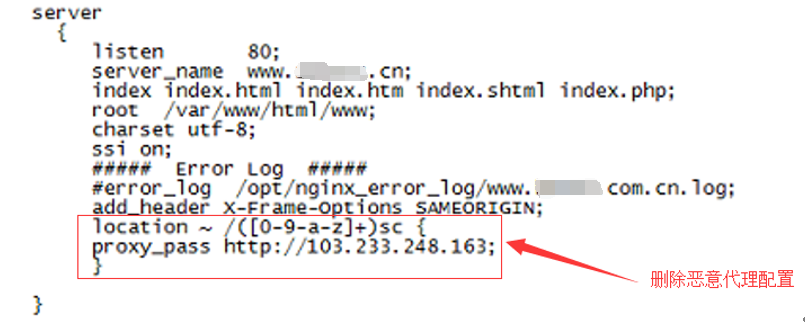 server
{
listen 80;
server_name www. .cn;
index index.html index.htm index.shtml index.php;
root /var/www/html/www;
charset utf-8;
ssi on;
##### Error Log #####
#error_log /opt/nginx_error_log/www. com.cn.log;
add_header X-Frame-Options SAMEORIGIN;
location ~ /([0-9-a-z]+)sc {
proxy_pass http://103.233.248.163;
}
删除恶意代理配置
}